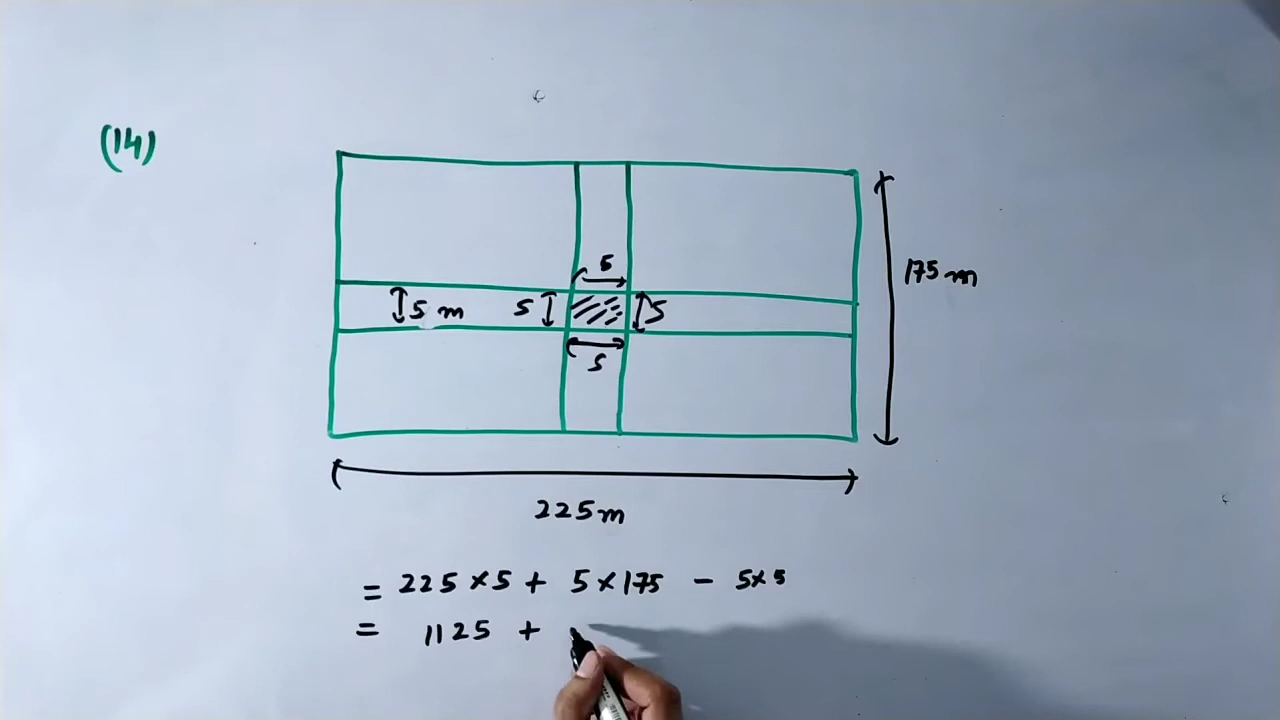 (14)
5
175 m
5 m
5
5
5
225 m
= 225 × 5 + 5 × 175 - 5 × 5
= 1125 +